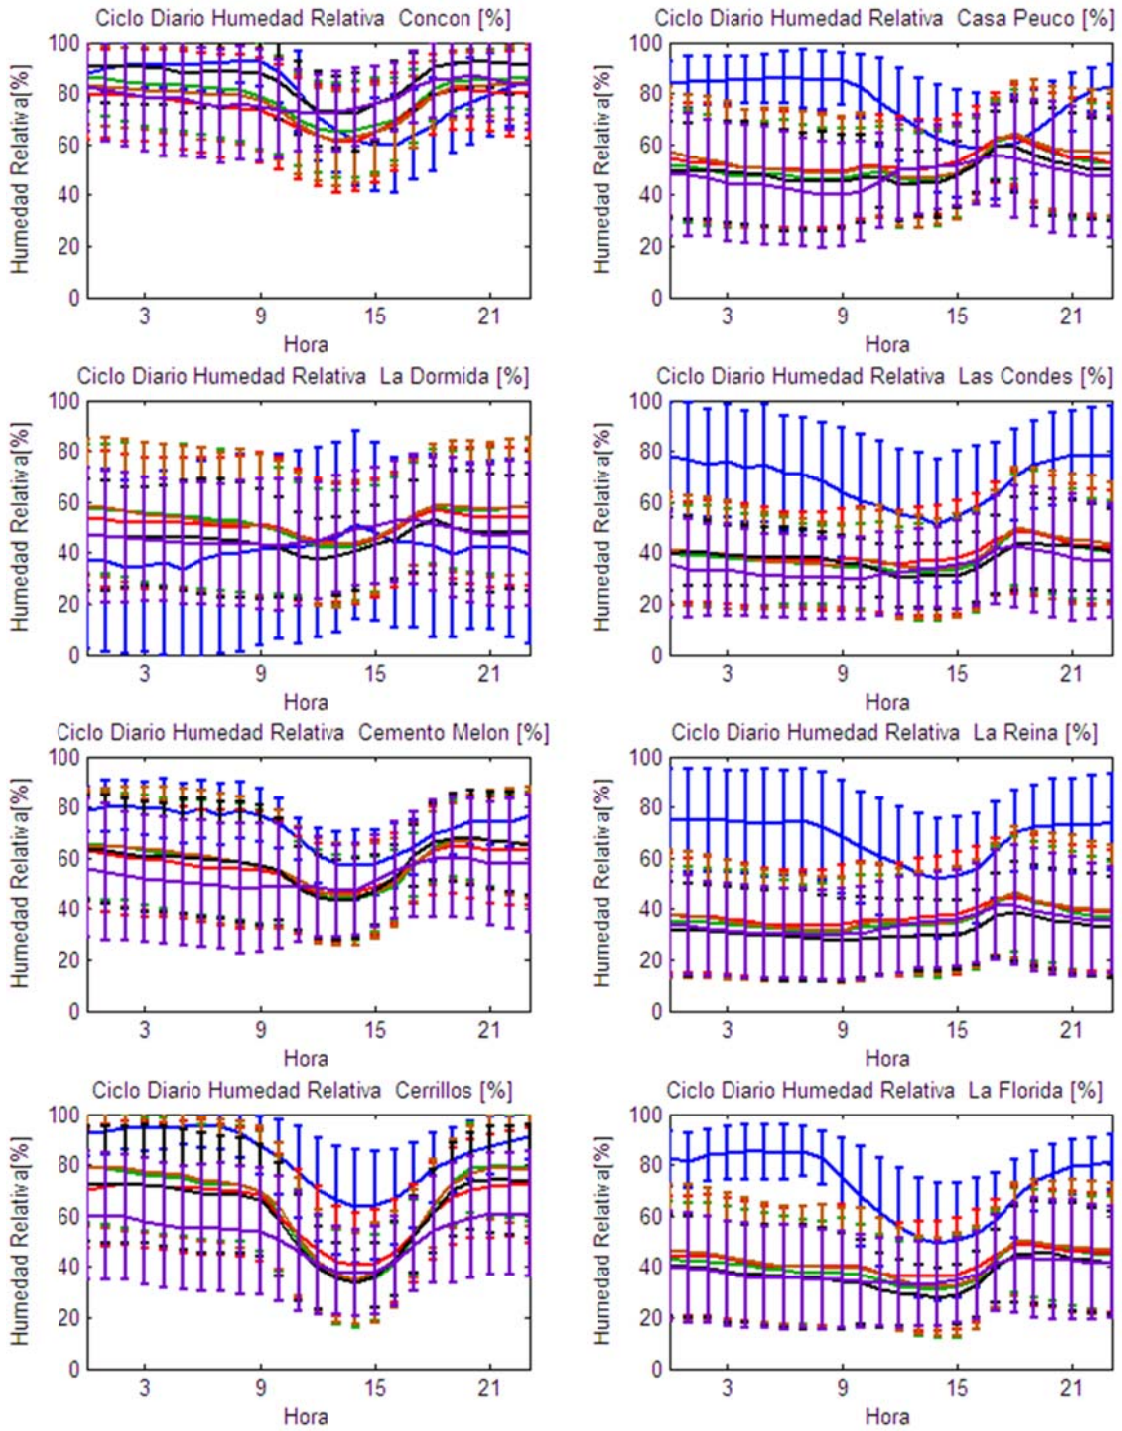 Ciclo Diario Humedad Relativa Concon [%]
Humedad Relativa[%]
100
80
60
40
20
0
3 9 15 21
Hora
Ciclo Diario Humedad Relativa Casa Peuco [%]
Humedad Relativa[%]
100
80
60
40
20
0
3 9 15 21
Hora
Ciclo Diario Humedad Relativa La Dormida [%]
Humedad Relativa[%]
100
80
60
40
20
0
3 9 15 21
Hora
Ciclo Diario Humedad Relativa Las Condes [%]
Humedad Relativa[%]
100
80
60
40
20
0
3 9 15 21
Hora
Ciclo Diario Humedad Relativa Cemento Melon [%]
Humedad Relativa[%]
100
80
60
40
20
0
3 9 15 21
Hora
Ciclo Diario Humedad Relativa La Reina [%]
Humedad Relativa[%]
100
80
60
40
20
0
3 9 15 21
Hora
Ciclo Diario Humedad Relativa Cerrillos [%]
Humedad Relativa[%]
100
80
60
40
20
0
3 9 15 21
Hora
Ciclo Diario Humedad Relativa La Florida [%]
Humedad Relativa[%]
100
80
60
40
20
0
3 9 15 21
Hora